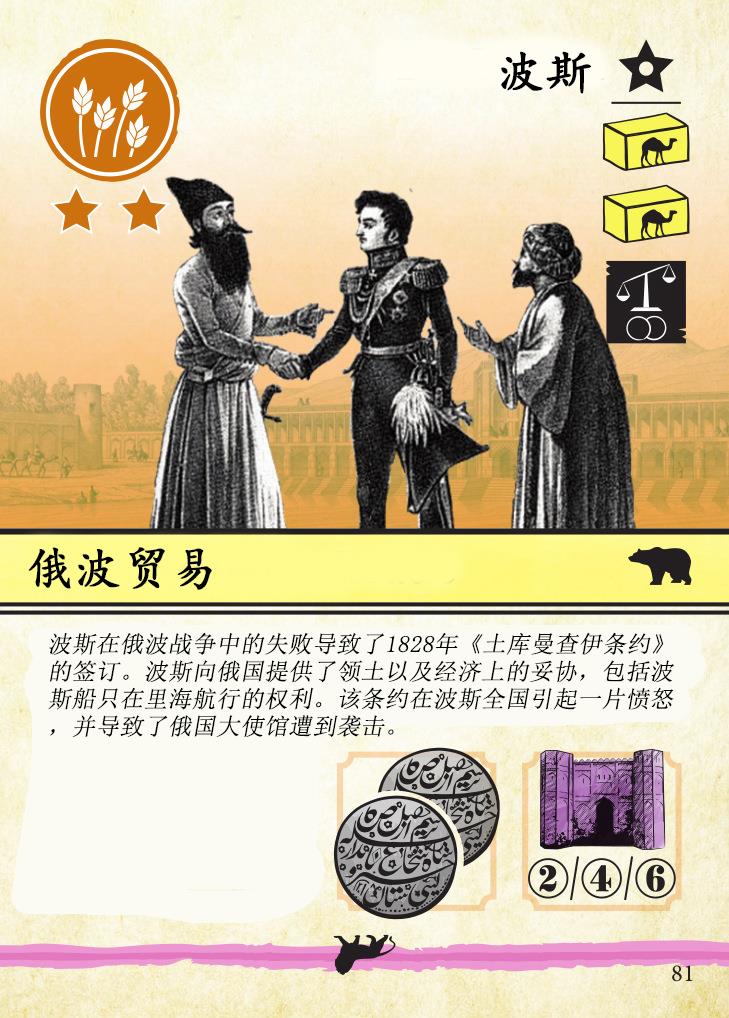 波斯
俄波贸易
波斯在俄波战争中的失败导致了1828年《土库曼查伊条约》
的签订。波斯向俄国提供了领土以及经济上的妥协，包括波
斯船只在里海航行的权利。该条约在波斯全国引起一片愤怒
，并导致了俄国大使馆遭到袭击。
②/④/⑥
81